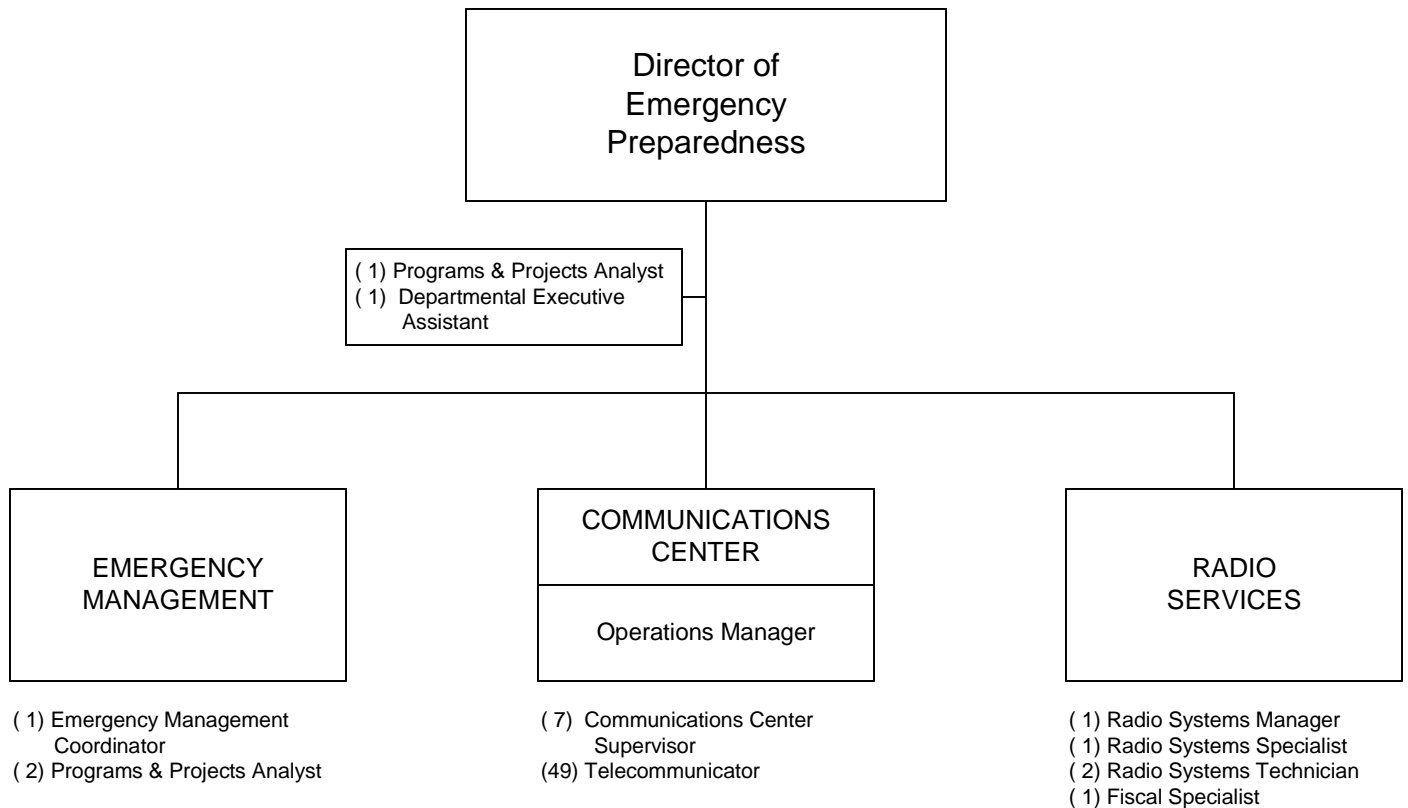 Director of
Emergency
Preparedness
( 1) Programs & Projects Analyst
( 1) Departmental Executive
Assistant
EMERGENCY
MANAGEMENT
( 1) Emergency Management
Coordinator
( 2) Programs & Projects Analyst
COMMUNICATIONS
CENTER
Operations Manager
( 7) Communications Center
Supervisor
(49) Telecommunicator
RADIO
SERVICES
( 1) Radio Systems Manager
( 1) Radio Systems Specialist
( 2) Radio Systems Technician
( 1) Fiscal Specialist